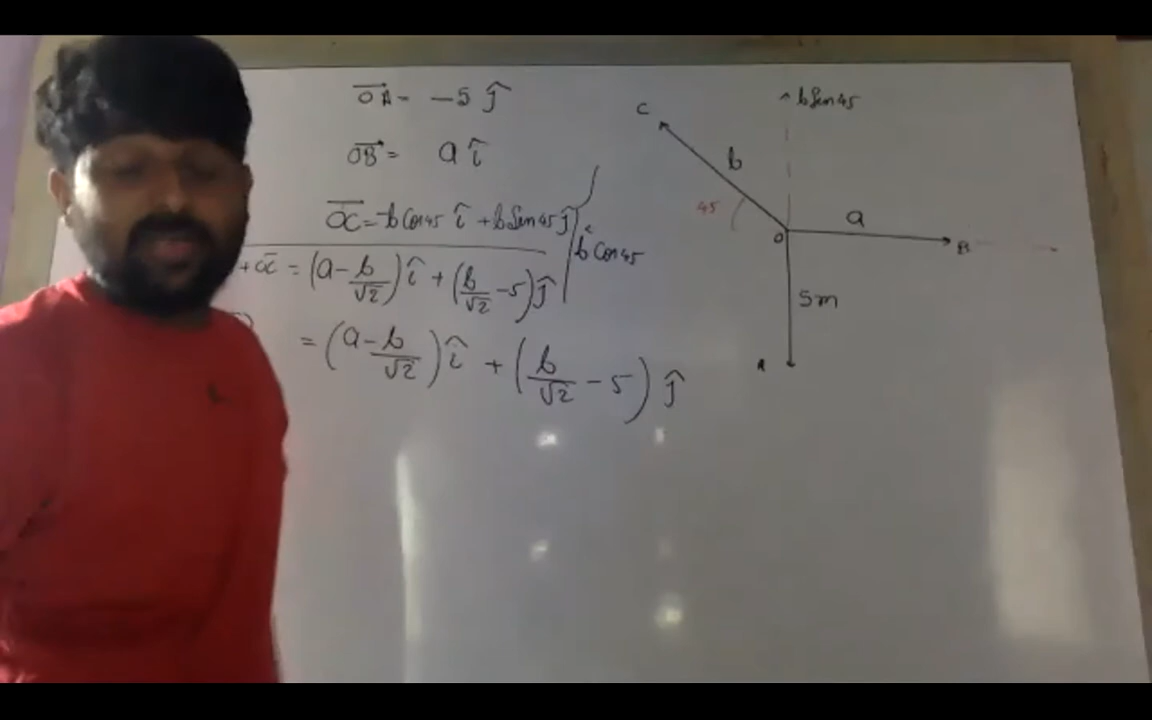 OA = -5 ĵ
OB = a î
OC = -b Cos45 î + b Sin45 ĵ
+ OC = (a - b/√2) î + (b/√2 - 5) ĵ
= (a - b/√2) î + (b/√2 - 5) ĵ
b Cos45
b Sin45
C
b
45
O
a
B
5m
A